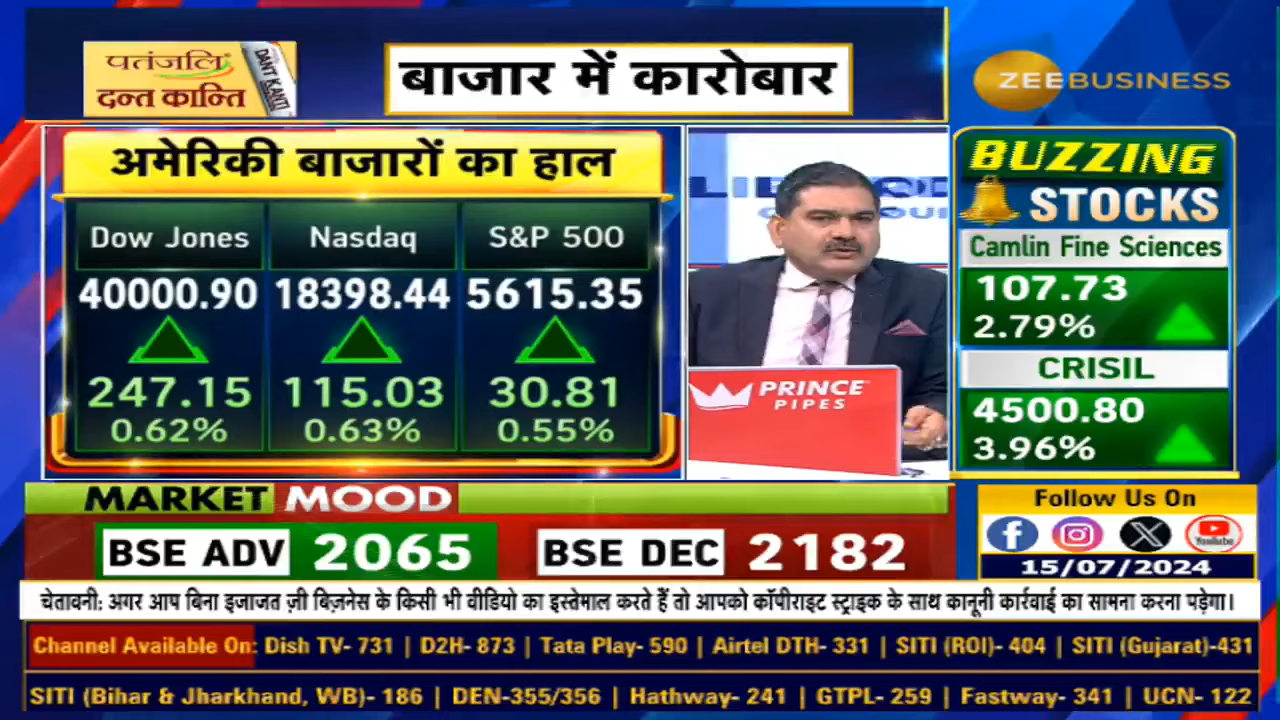 पतंजलि
दन्त कान्ति
DANT KANTI
बाजार में कारोबार
ZEEBUSINESS
अमेरिकी बाजारों का हाल
Dow Jones Nasdaq S&P 500
40000.90 18398.44 5615.35
247.15 115.03 30.81
0.62% 0.63% 0.55%
PRINCE
PIPES
BUZZING
STOCKS
Camlin Fine Sciences
107.73
2.79%
CRISIL
4500.80
3.96%
MARKET MOOD
BSE ADV 2065 BSE DEC 2182
Follow Us On
YouTube
15/07/2024
चेतावनी: अगर आप बिना इजाजत ज़ी बिज़नेस के किसी भी वीडियो का इस्तेमाल करते हैं तो आपको कॉपीराइट स्ट्राइक के साथ कानूनी कार्रवाई का सामना करना पड़ेगा।
Channel Available On: Dish TV- 731 | D2H- 873 | Tata Play- 590 | Airtel DTH- 331 | SITI (ROI)- 404 | SITI (Gujarat)-431
SITI (Bihar & Jharkhand, WB)- 186 | DEN-355/356 | Hathway- 241 | GTPL- 259 | Fastway- 341 | UCN- 122